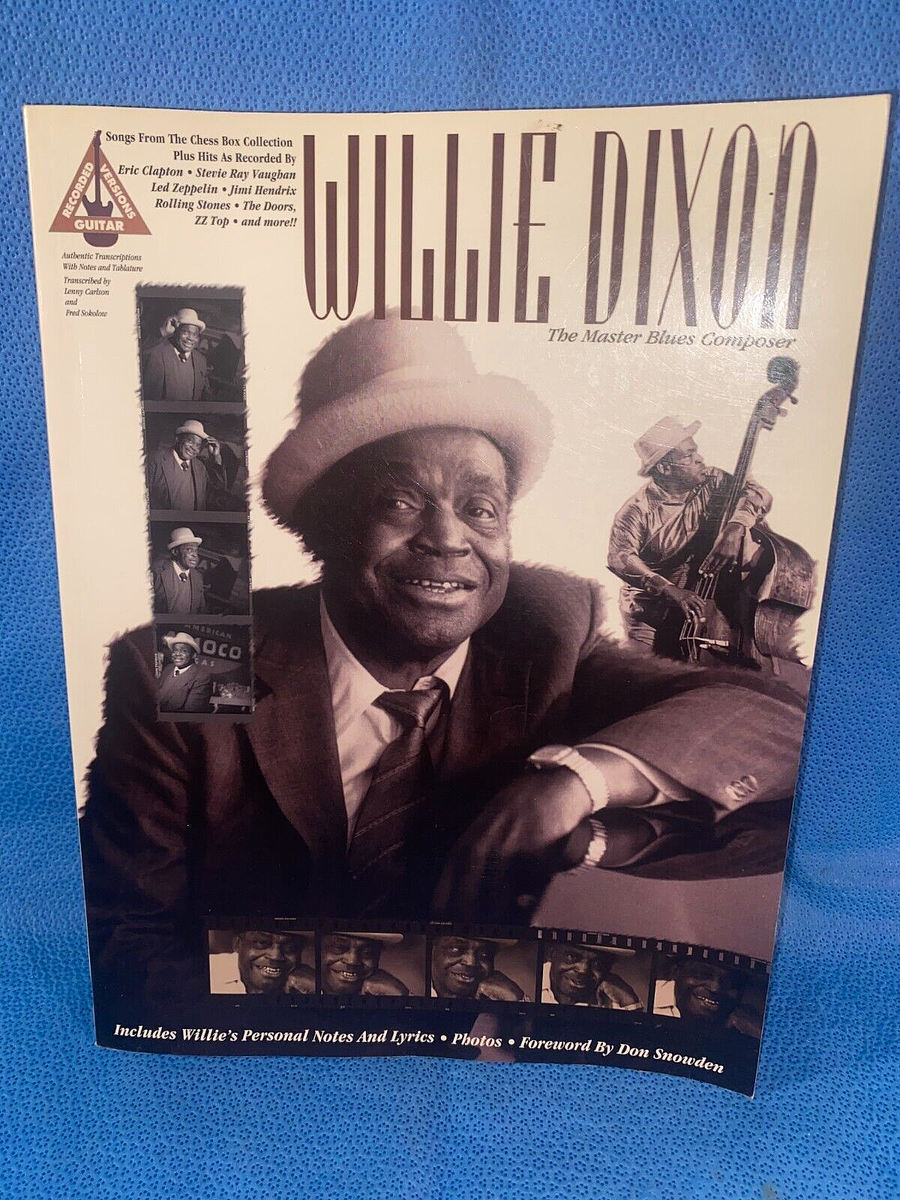 Songs From The Chess Box Collection
Plus Hits As Recorded By
Eric Clapton • Stevie Ray Vaughan
Led Zeppelin • Jimi Hendrix
Rolling Stones • The Doors,
ZZ Top • and more!!
RECORDED VERSIONS
GUITAR
Authentic Transcriptions
With Notes and Tablature
Transcribed by
Lenny Carlson
and
Fred Sokolow
WILLIE DIXON
The Master Blues Composer
AMERICAN
OCO
GAS
Includes Willie's Personal Notes And Lyrics • Photos • Foreword By Don Snowden